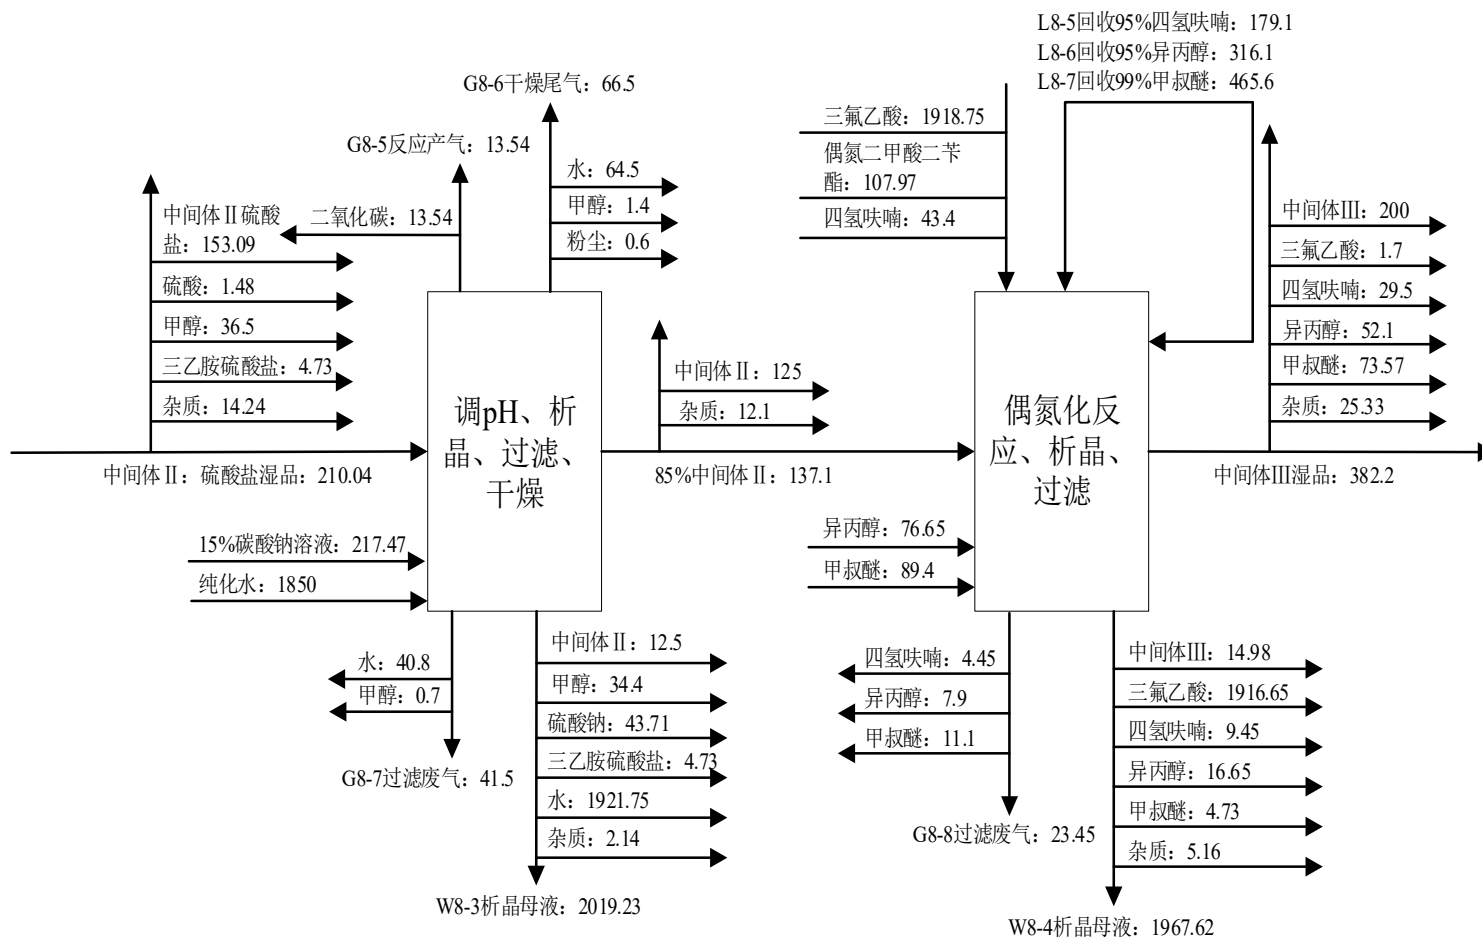 L8-5回收95%四氢呋喃：179.1
L8-6回收95%异丙醇：316.1
L8-7回收99%甲叔醚：465.6
G8-6干燥尾气：66.5
G8-5反应产气：13.54
水：64.5
甲醇：1.4
粉尘：0.6
二氧化碳：13.54
中间体Ⅱ硫酸
盐：153.09
硫酸：1.48
甲醇：36.5
三乙胺硫酸盐：4.73
杂质：14.24
三氟乙酸：1918.75
偶氮二甲酸二苄
酯：107.97
四氢呋喃：43.4
中间体III：200
三氟乙酸：1.7
四氢呋喃：29.5
异丙醇：52.1
甲叔醚：73.57
杂质：25.33
中间体Ⅱ：125
杂质：12.1
调pH、析
晶、过滤、
干燥
偶氮化反
应、析晶、
过滤
中间体Ⅱ：硫酸盐湿品：210.04
85%中间体Ⅱ：137.1
中间体III湿品：382.2
15%碳酸钠溶液：217.47
纯化水：1850
异丙醇：76.65
甲叔醚：89.4
水：40.8
甲醇：0.7
G8-7过滤废气：41.5
中间体Ⅱ：12.5
甲醇：34.4
硫酸钠：43.71
三乙胺硫酸盐：4.73
水：1921.75
杂质：2.14
W8-3析晶母液：2019.23
四氢呋喃：4.45
异丙醇：7.9
甲叔醚：11.1
G8-8过滤废气：23.45
中间体III：14.98
三氟乙酸：1916.65
四氢呋喃：9.45
异丙醇：16.65
甲叔醚：4.73
杂质：5.16
W8-4析晶母液：1967.62